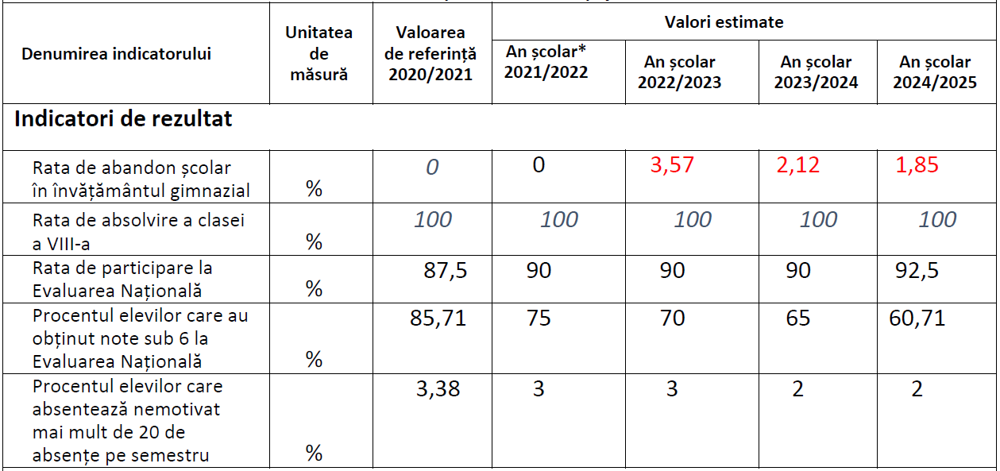 Denumirea indicatorului
Unitatea
de
măsură
Valoarea
de referință
2020/2021
Valori estimate
An școlar*
2021/2022
An școlar
2022/2023
An școlar
2023/2024
An școlar
2024/2025
Indicatori de rezultat
Rata de abandon școlar
în învățământul gimnazial
%
0
0
3,57
2,12
1,85
Rata de absolvire a clasei
a VIII-a
%
100
100
100
100
100
Rata de participare la
Evaluarea Națională
%
87,5
90
90
90
92,5
Procentul elevilor care au
obținut note sub 6 la
Evaluarea Națională
%
85,71
75
70
65
60,71
Procentul elevilor care
absentează nemotivat
mai mult de 20 de
absențe pe semestru
%
3,38
3
3
2
2